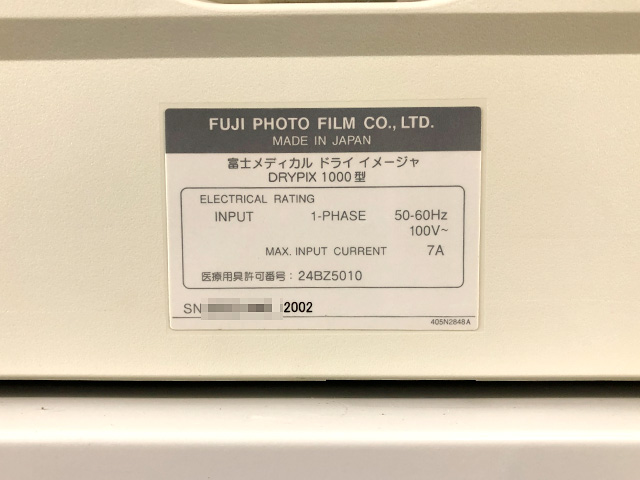 FUJI PHOTO FILM CO., LTD.
MADE IN JAPAN
富士メディカル ドライ イメージャ
DRYPIX 1000型
ELECTRICAL RATING
INPUT 1-PHASE 50-60Hz
100V~
MAX. INPUT CURRENT 7A
医療用具許可番号：24BZ5010
SN 2002
405N2848A